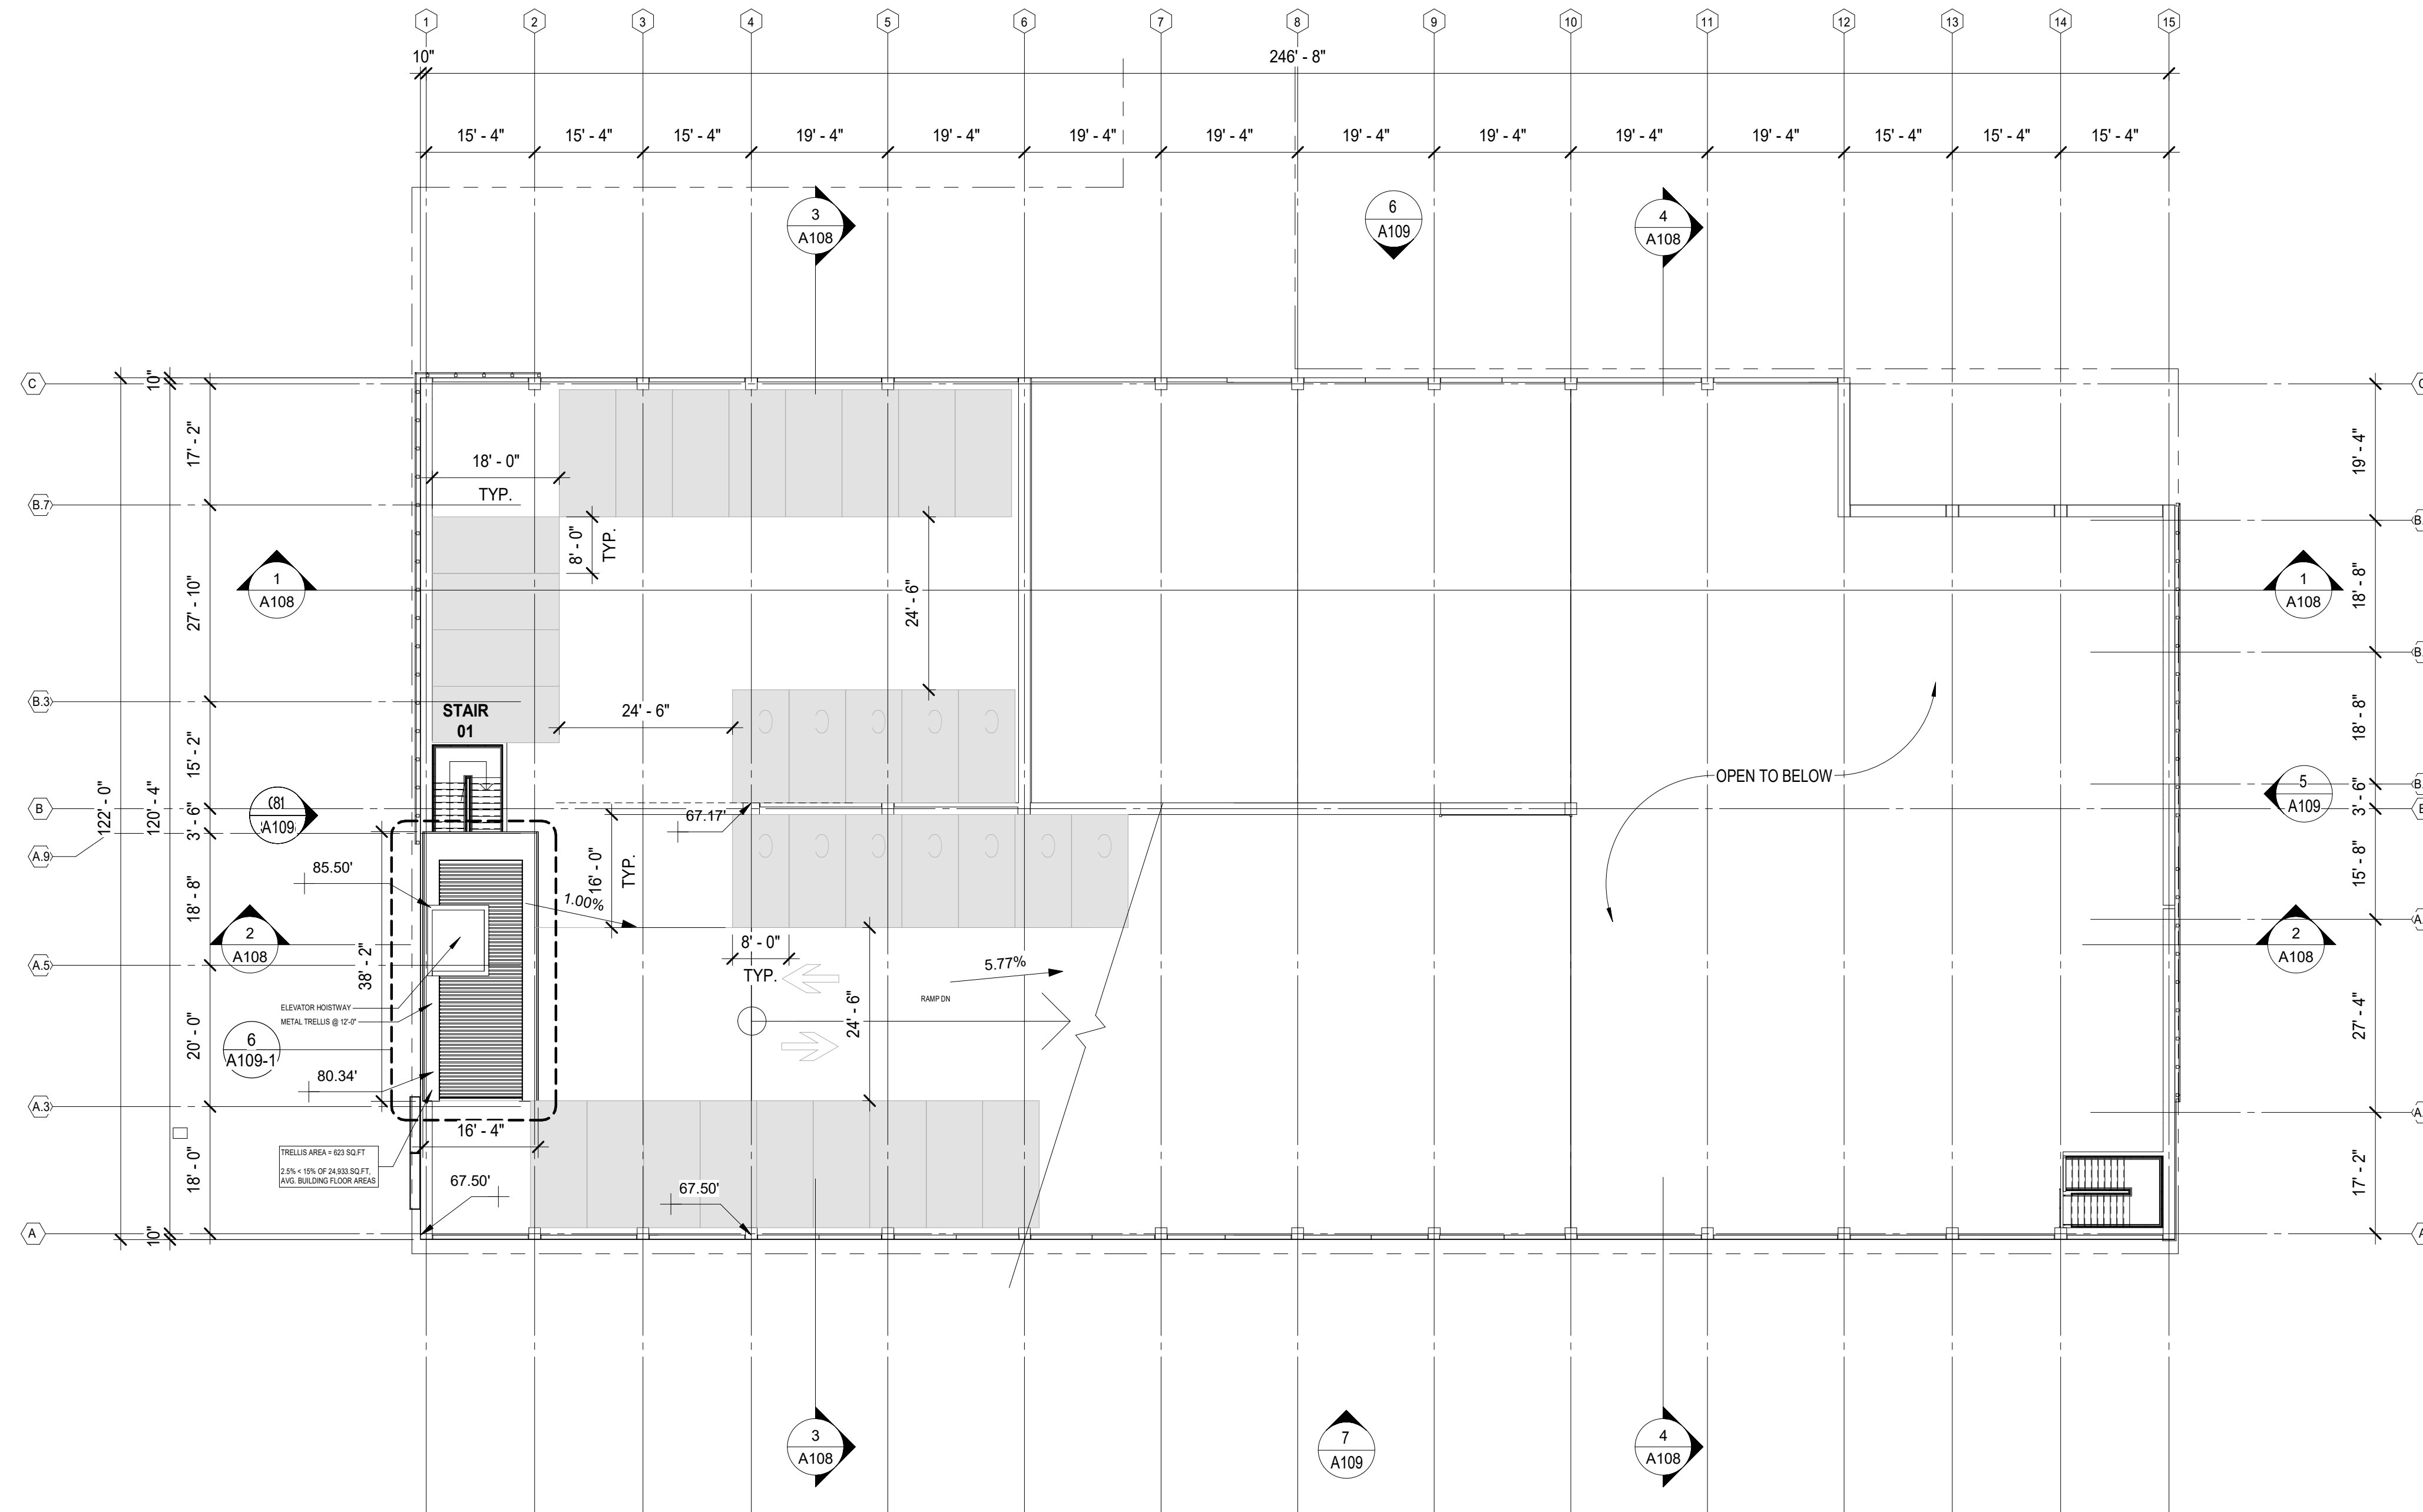 1 2 3 4 5 6 7 8 9 10 11 12 13 14 15
10" 246' - 8"
15' - 4" 15' - 4" 15' - 4" 19' - 4" 19' - 4" 19' - 4" 19' - 4" 19' - 4" 19' - 4" 19' - 4" 19' - 4" 15' - 4" 15' - 4" 15' - 4"
3
A108
6
A109
4
A108
C
10"
17' - 2"
19' - 4"
18' - 0"
TYP.
B.7
8' - 0"
TYP.
1
A108
27' - 10"
24' - 6"
1
A108
18' - 8"
B.3
STAIR
01
24' - 6"
15' - 2"
18' - 8"
OPEN TO BELOW
122' - 0"
120' - 4"
B
3' - 6"
A109
67.17'
5
A109
3' - 6"
A.9
85.50'
18' - 8"
16' - 0"
TYP.
1.00%
15' - 8"
2
A108
38' - 2"
8' - 0"
TYP.
2
A108
A.5
5.77%
RAMP DN
ELEVATOR HOISTWAY
METAL TRELLIS @ 12'-0"
24' - 6"
20' - 0"
27' - 4"
6
A109-1
80.34'
A.3
16' - 4"
TRELLIS AREA = 623 SQ.FT
2.5% < 15% OF 24,933.SQ.FT,
AVG. BUILDING FLOOR AREAS
18' - 0"
67.50'
67.50'
17' - 2"
A
10"
A
3
A108
7
A109
4
A108